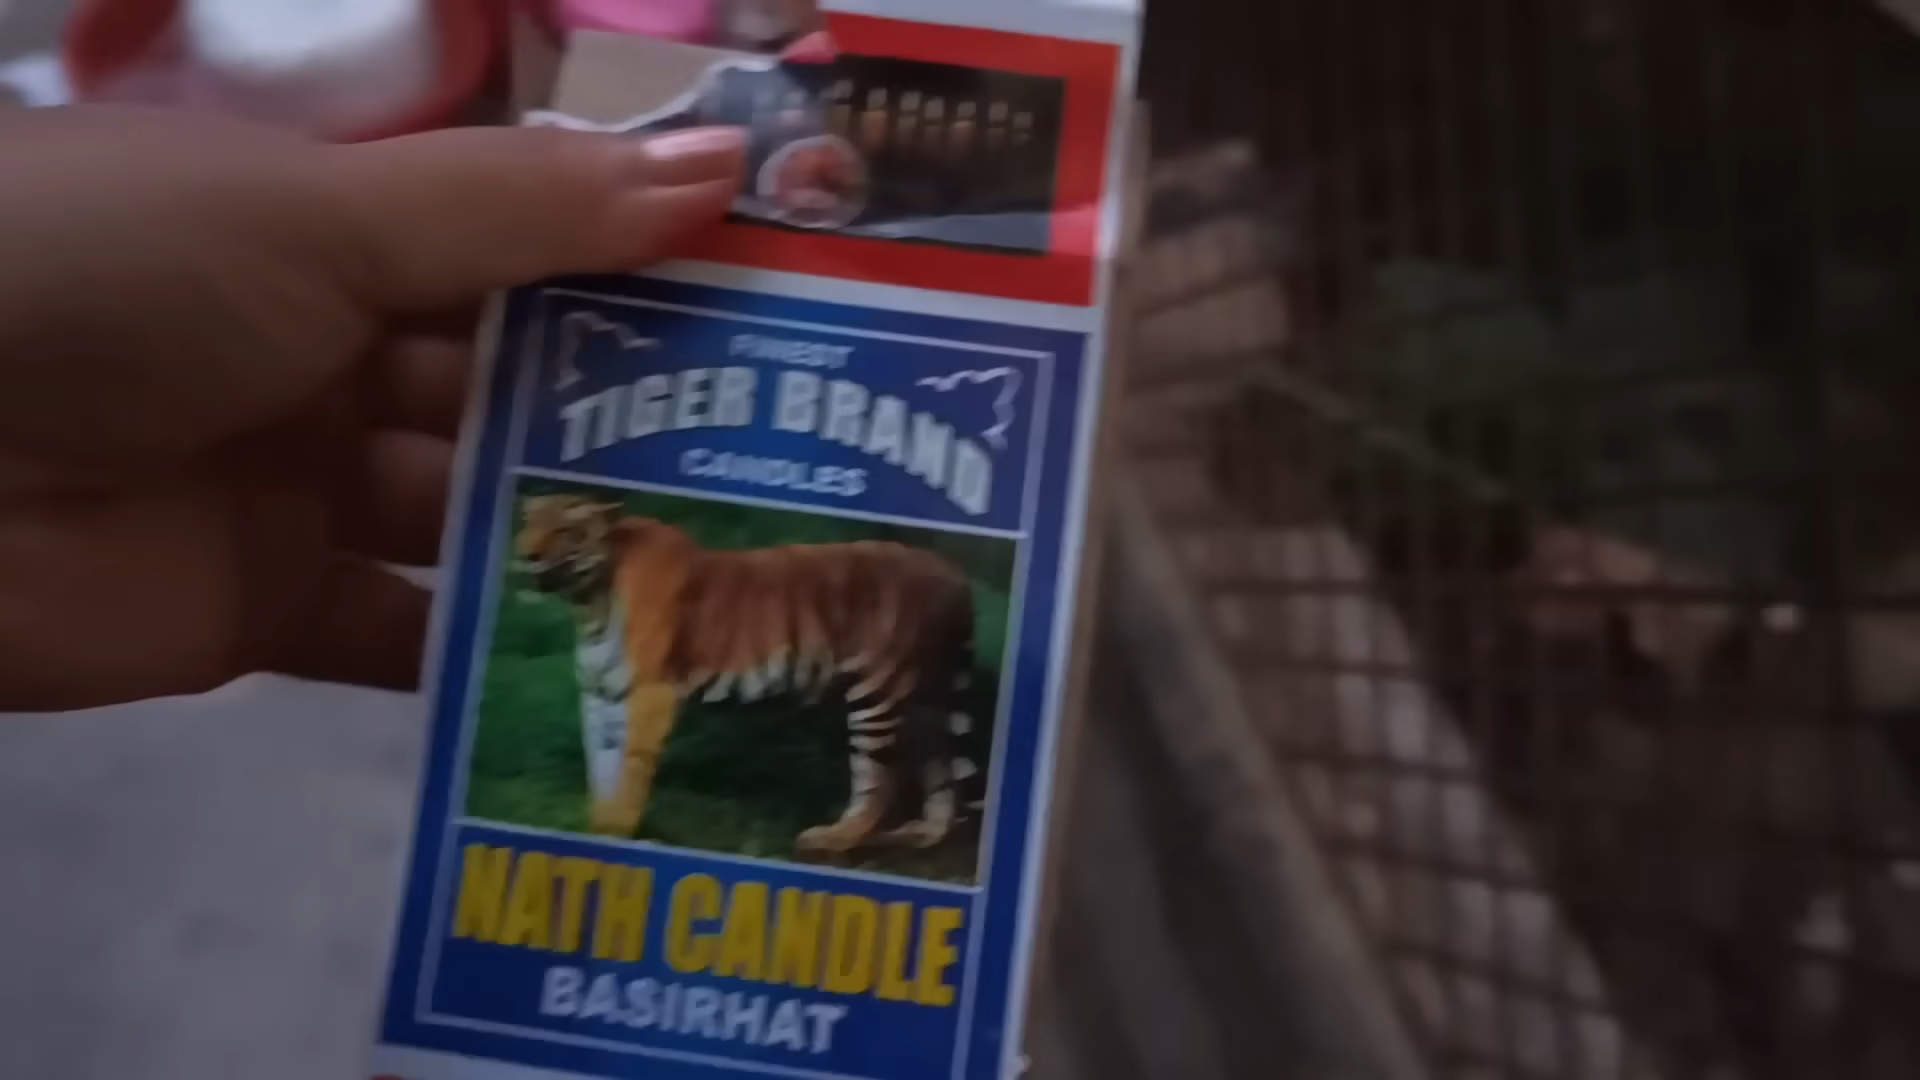 FINEST
TIGER BRAND
CANDLES
NATH CANDLE
BASIRHAT